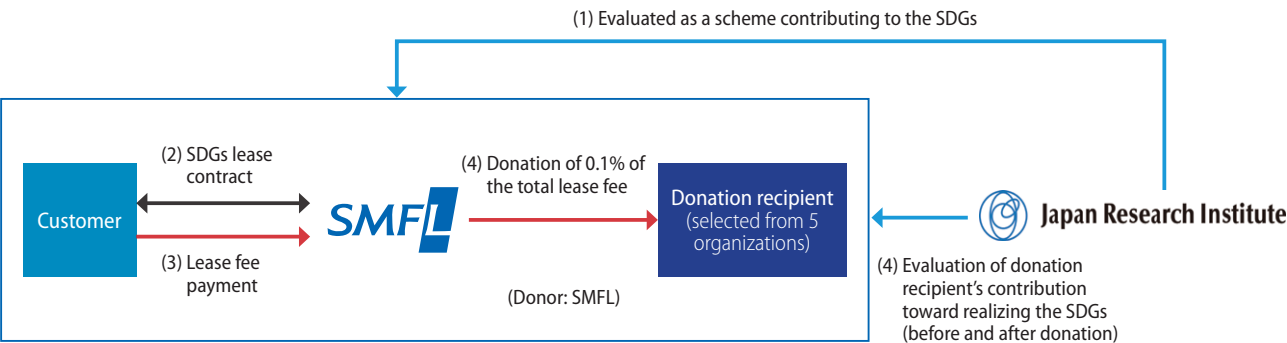 (1) Evaluated as a scheme contributing to the SDGs
(2) SDGs lease
contract
(4) Donation of 0.1% of
the total lease fee
Customer
SMFL
Donation recipient
(selected from 5
organizations)
Japan Research Institute
(3) Lease fee
payment
(Donor: SMFL)
(4) Evaluation of donation
recipient's contribution
toward realizing the SDGs
(before and after donation)